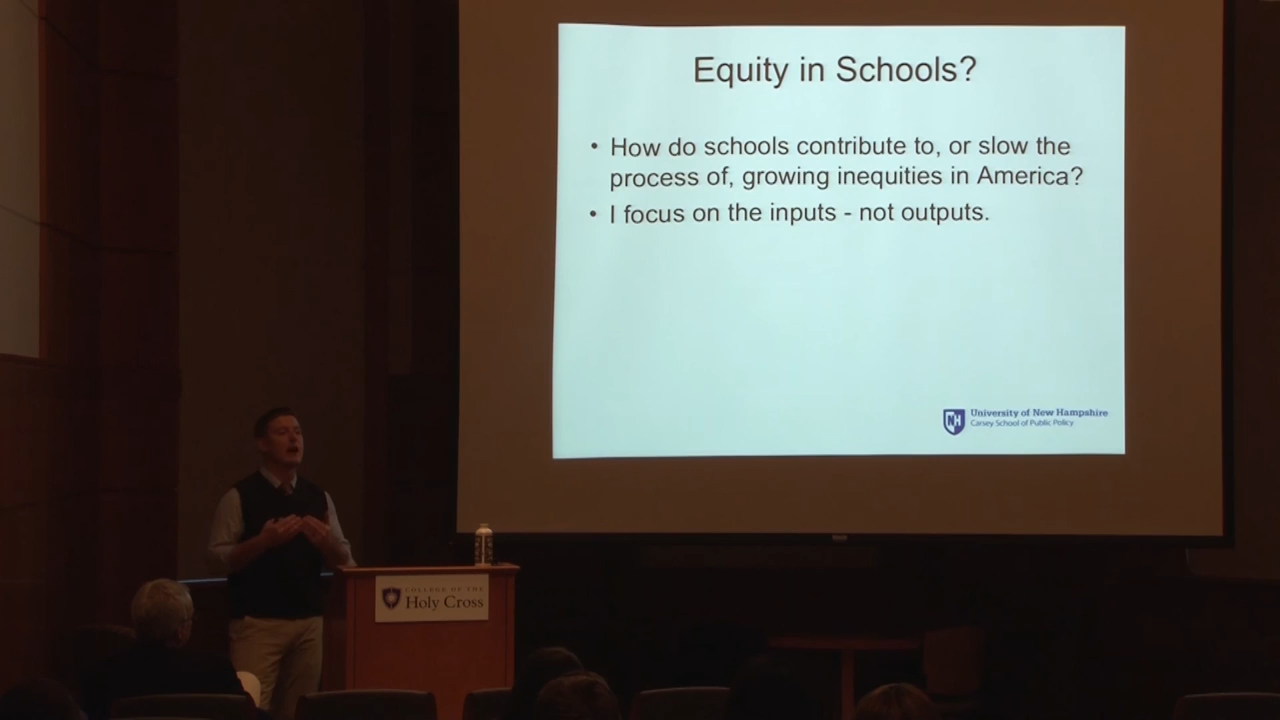 Equity in Schools?
• How do schools contribute to, or slow the
process of, growing inequities in America?
• I focus on the inputs - not outputs.
NH
University of New Hampshire
Carsey School of Public Policy
COLLEGE OF THE
Holy Cross